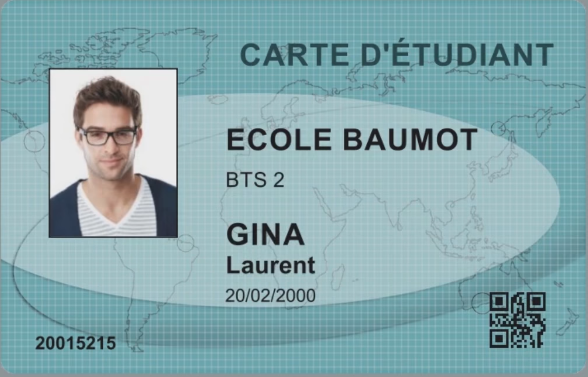 CARTE D'ÉTUDIANT
ECOLE BAUMOT
BTS 2
GINA
Laurent
20/02/2000
20015215